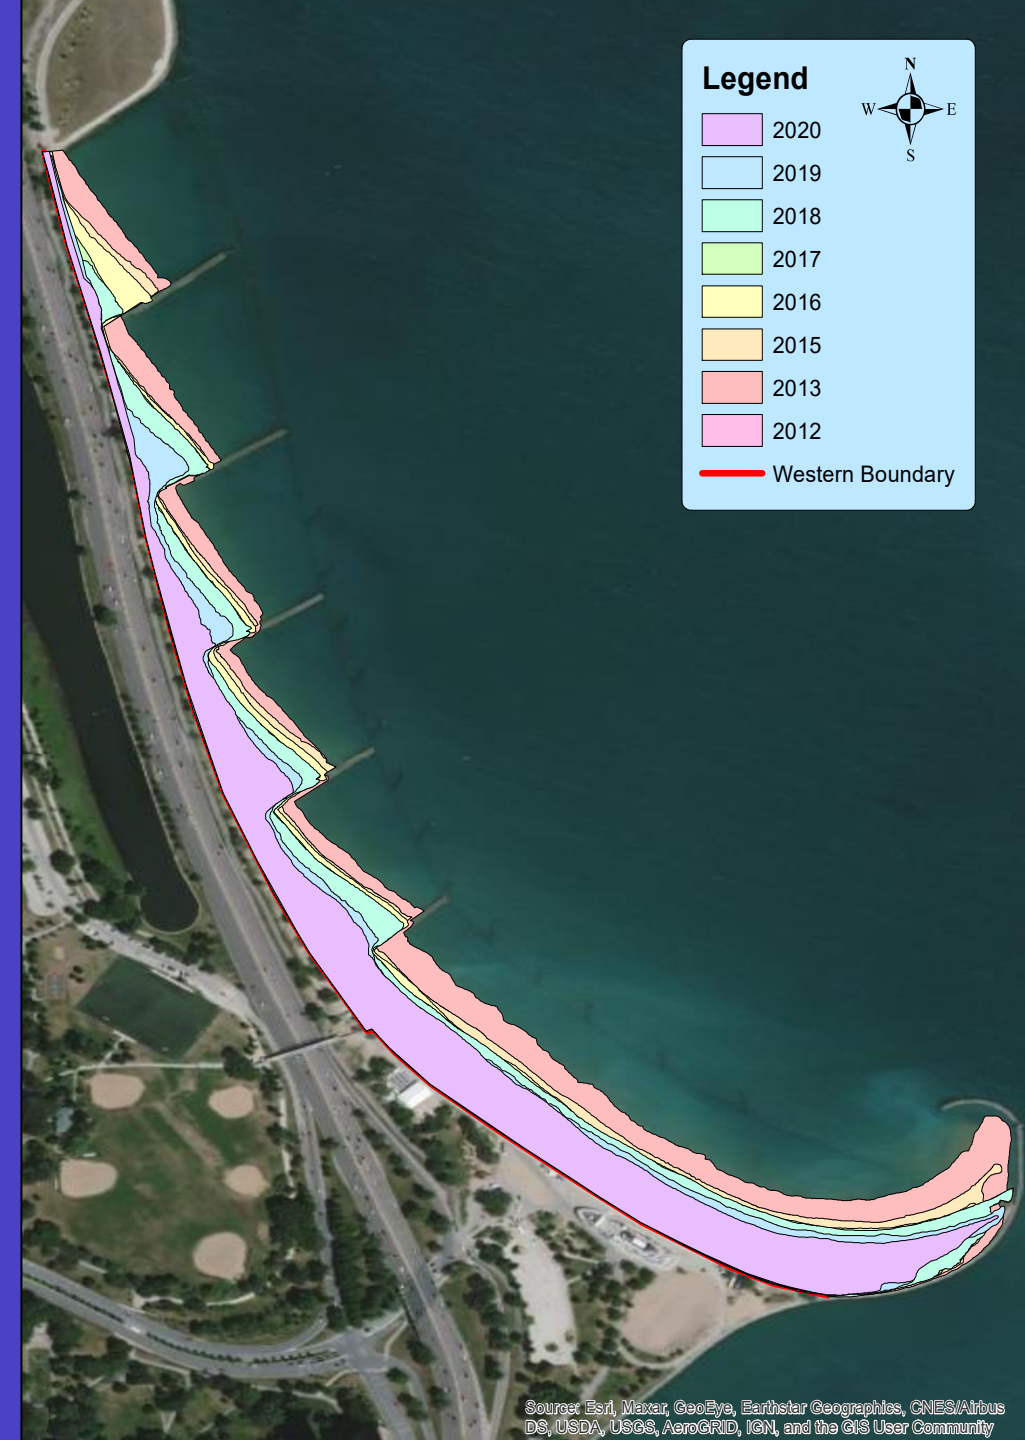 Legend
N
W E
S
2020
2019
2018
2017
2016
2015
2013
2012
Western Boundary
Source: Esri, Maxar, GeoEye, Earthstar Geographics, CNES/Airbus
DS, USDA, USGS, AeroGRID, IGN, and the GIS User Community